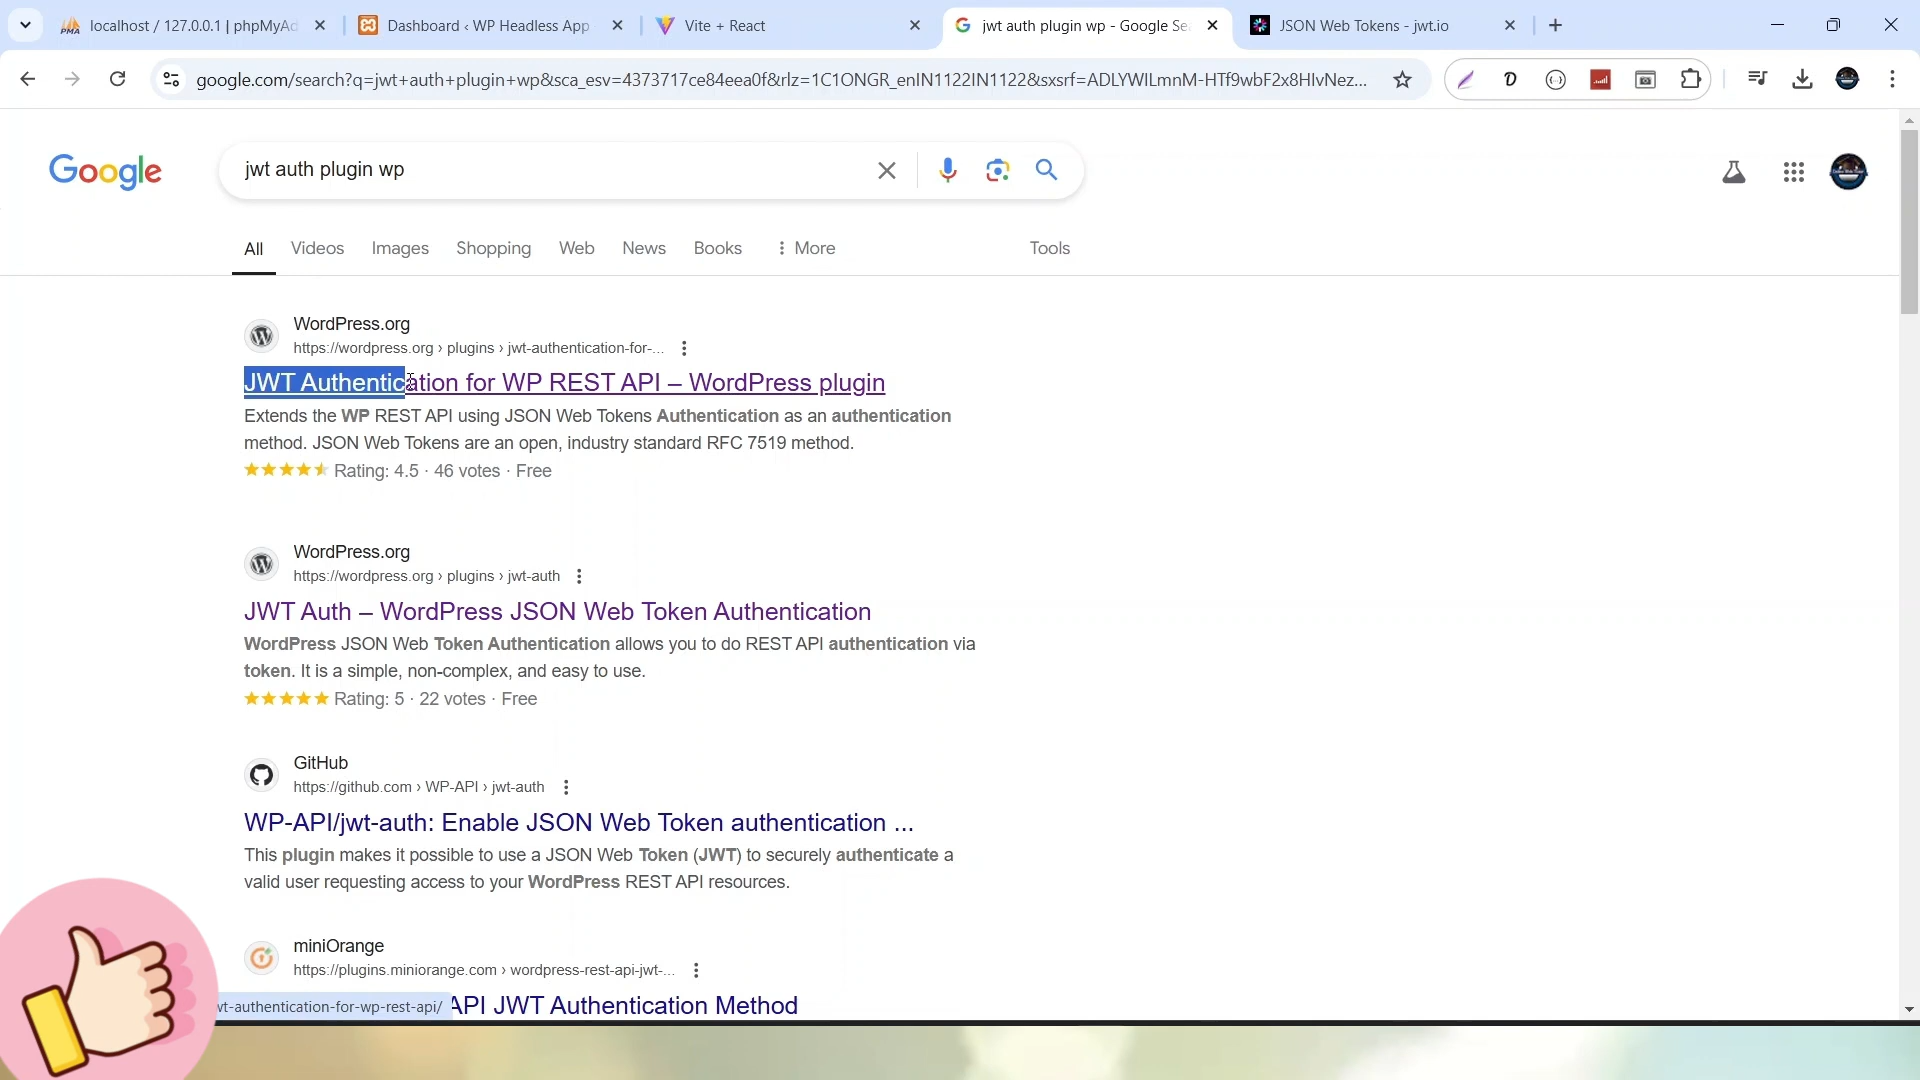 localhost / 127.0.0.1 | phpMyAd
Dashboard ‹ WP Headless App
Vite + React
jwt auth plugin wp - Google Se
JSON Web Tokens - jwt.io
google.com/search?q=jwt+auth+plugin+wp&sca_esv=4373717ce84eea0f&rlz=1C1ONGR_enIN1122IN1122&sxsrf=ADLYWILmnM-HTf9wbF2x8HIvNez...
Google
jwt auth plugin wp
All
Videos
Images
Shopping
Web
News
Books
More
Tools
WordPress.org
https://wordpress.org › plugins › jwt-authentication-for-...
JWT Authentication for WP REST API – WordPress plugin
Extends the WP REST API using JSON Web Tokens Authentication as an authentication
method. JSON Web Tokens are an open, industry standard RFC 7519 method.
Rating: 4.5 · 46 votes · Free
WordPress.org
https://wordpress.org › plugins › jwt-auth
JWT Auth – WordPress JSON Web Token Authentication
WordPress JSON Web Token Authentication allows you to do REST API authentication via
token. It is a simple, non-complex, and easy to use.
Rating: 5 · 22 votes · Free
GitHub
https://github.com › WP-API › jwt-auth
WP-API/jwt-auth: Enable JSON Web Token authentication ...
This plugin makes it possible to use a JSON Web Token (JWT) to securely authenticate a
valid user requesting access to your WordPress REST API resources.
miniOrange
https://plugins.miniorange.com › wordpress-rest-api-jwt-...
API JWT Authentication Method
wt-authentication-for-wp-rest-api/